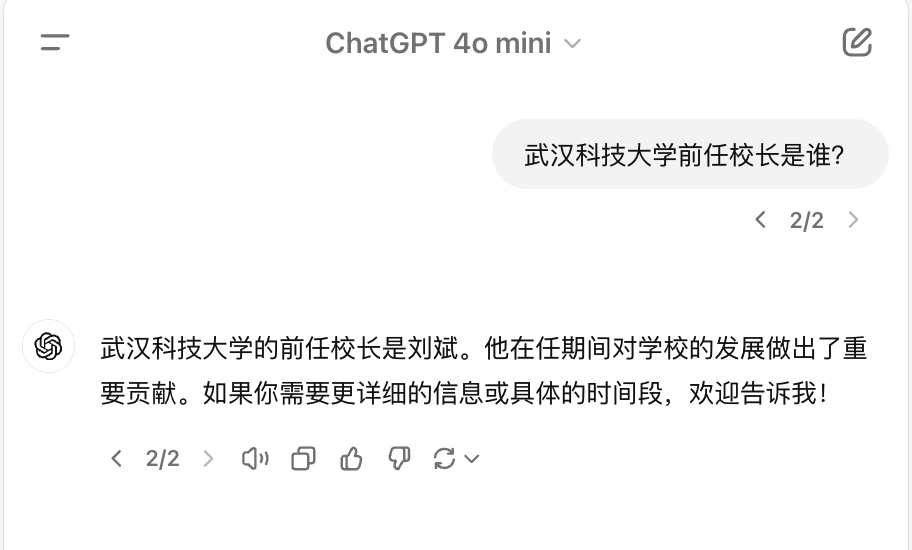 ChatGPT 4o mini
武汉科技大学前任校长是谁?
2/2
武汉科技大学的前任校长是刘斌。他在任期间对学校的发展做出了重
要贡献。如果你需要更详细的信息或具体的时间段，欢迎告诉我！
2/2